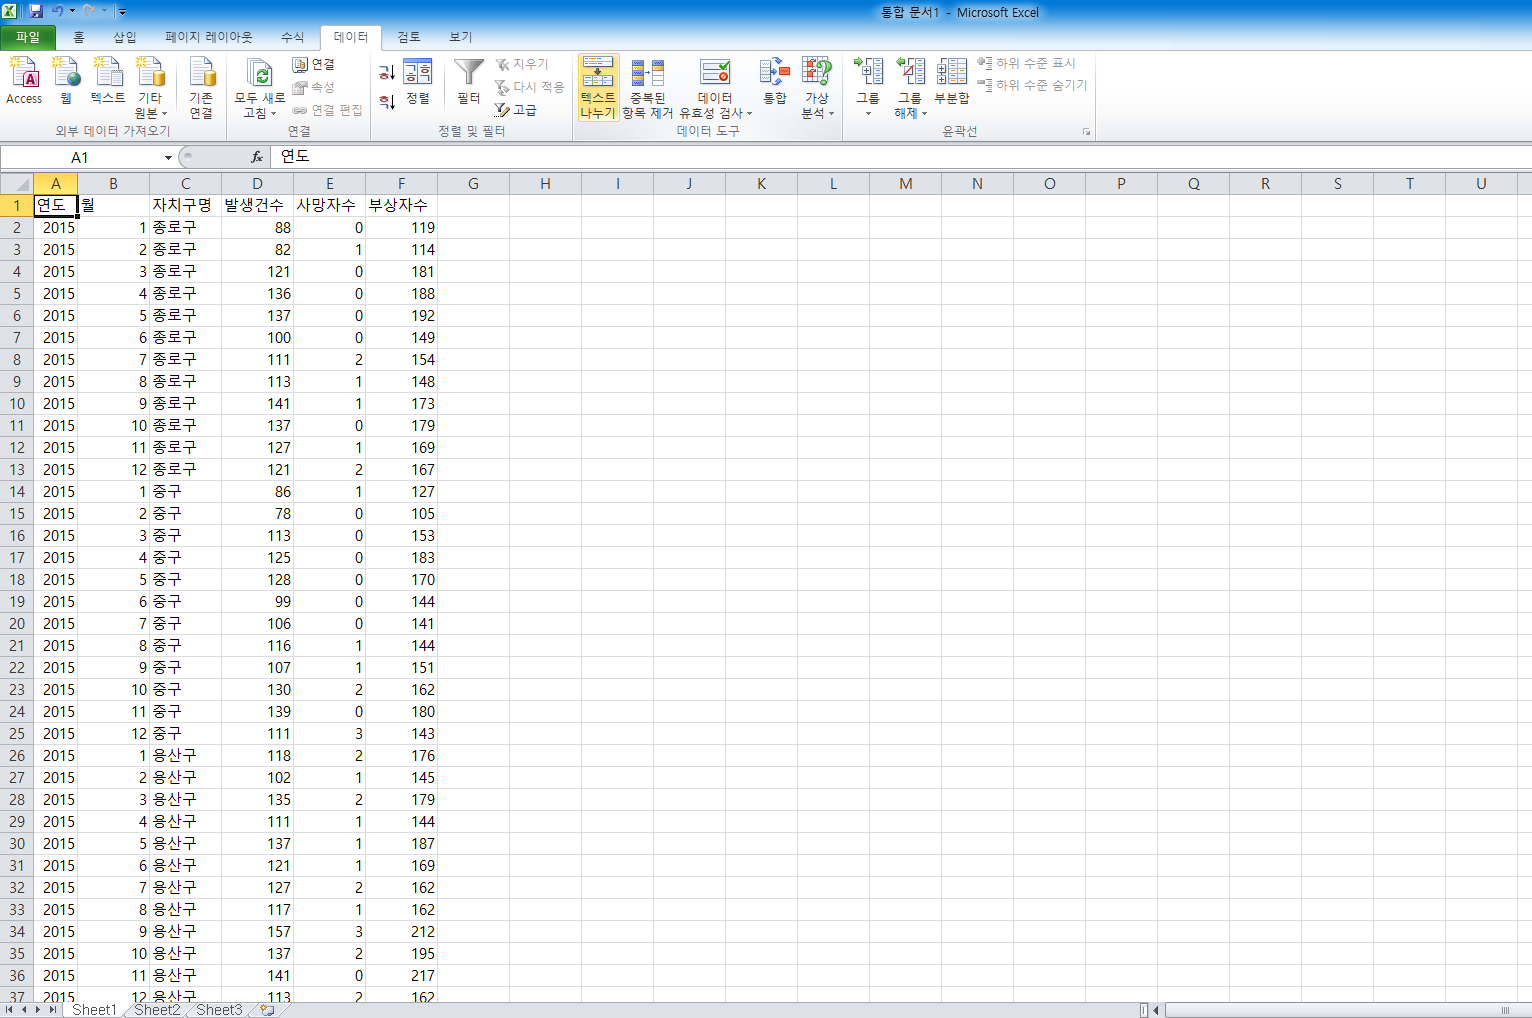 통합 문서1 - Microsoft Excel
파일 홈 삽입 페이지 레이아웃 수식 데이터 검토 보기
Access 웹 텍스트 기타 원본 기존 연결
외부 데이터 가져오기
모두 새로 고침 연결 속성 연결 편집
연결
정렬 필터 지우기 다시 적용 고급
정렬 및 필터
텍스트 나누기 중복된 항목 제거 데이터 유효성 검사 통합 가상 분석
데이터 도구
그룹 그룹 해제 부분합 하위 수준 표시 하위 수준 숨기기
윤곽선
A1 fx 연도
A B C D E F G H I J K L M N O P Q R S T U
1 연도 월 자치구명 발생건수 사망자수 부상자수
2 2015 1 종로구 88 0 119
3 2015 2 종로구 82 1 114
4 2015 3 종로구 121 0 181
5 2015 4 종로구 136 0 188
6 2015 5 종로구 137 0 192
7 2015 6 종로구 100 0 149
8 2015 7 종로구 111 2 154
9 2015 8 종로구 113 1 148
10 2015 9 종로구 141 1 173
11 2015 10 종로구 137 0 179
12 2015 11 종로구 127 1 169
13 2015 12 종로구 121 2 167
14 2015 1 중구 86 1 127
15 2015 2 중구 78 0 105
16 2015 3 중구 113 0 153
17 2015 4 중구 125 0 183
18 2015 5 중구 128 0 170
19 2015 6 중구 99 0 144
20 2015 7 중구 106 0 141
21 2015 8 중구 116 1 144
22 2015 9 중구 107 1 151
23 2015 10 중구 130 2 162
24 2015 11 중구 139 0 180
25 2015 12 중구 111 3 143
26 2015 1 용산구 118 2 176
27 2015 2 용산구 102 1 145
28 2015 3 용산구 135 2 179
29 2015 4 용산구 111 1 144
30 2015 5 용산구 137 1 187
31 2015 6 용산구 121 1 169
32 2015 7 용산구 127 2 162
33 2015 8 용산구 117 1 162
34 2015 9 용산구 157 3 212
35 2015 10 용산구 137 2 195
36 2015 11 용산구 141 0 217
37 2015 12 용산구 113 2 162
Sheet1 Sheet2 Sheet3